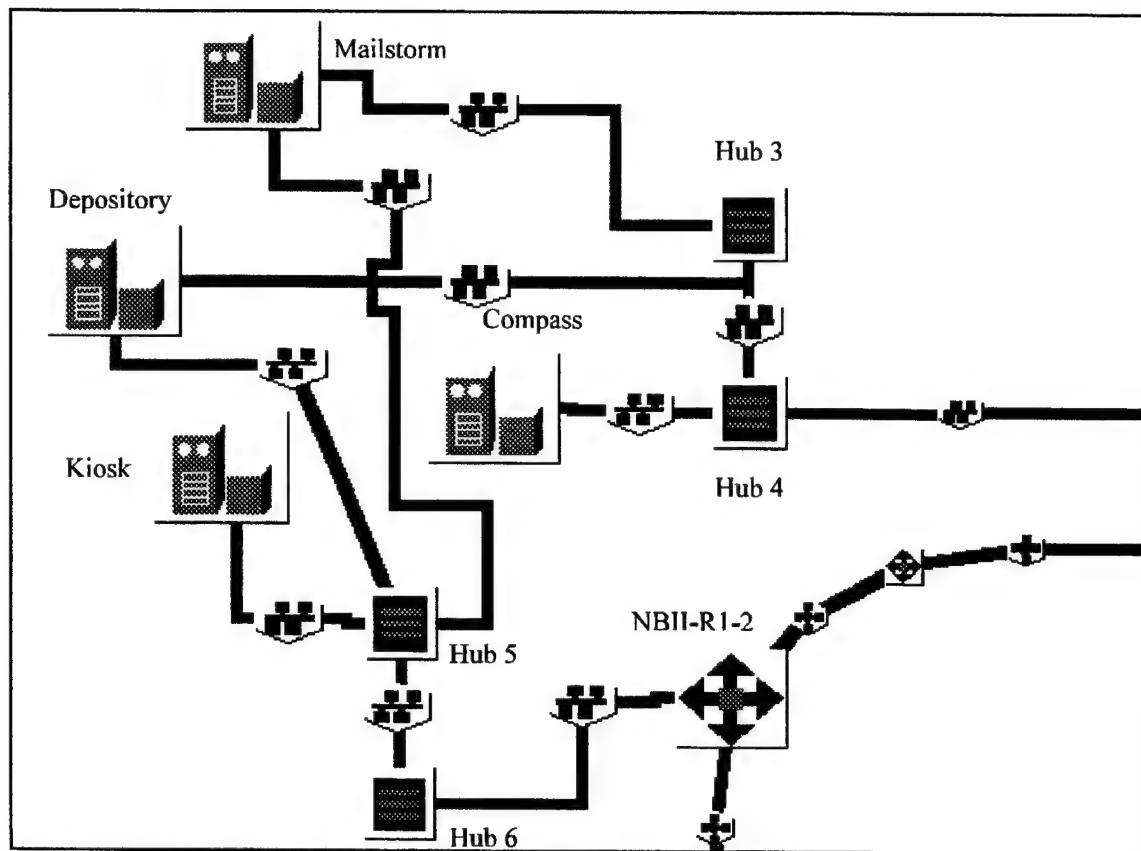 Mailstorm
Hub 3
Depository
Compass
Kiosk
Hub 4
NBII-R1-2
Hub 5
Hub 6